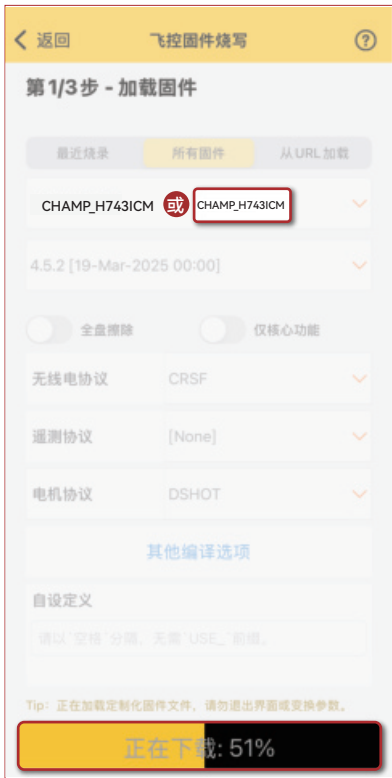 返回 飞控固件烧写 ?
第1/3步 - 加载固件
最近烧录 所有固件 从URL加载
CHAMP_H743ICM 或 CHAMP_H743ICM
4.5.2 [19-Mar-2025 00:00]
全盘擦除 仅核心功能
无线电协议 CRSF
遥测协议 [None]
电机协议 DSHOT
其他编译选项
自设定义
请以`空格`分隔，无需`USE_`前缀。
Tip：正在加载定制化固件文件，请勿退出界面或变换参数。
正在下载: 51%